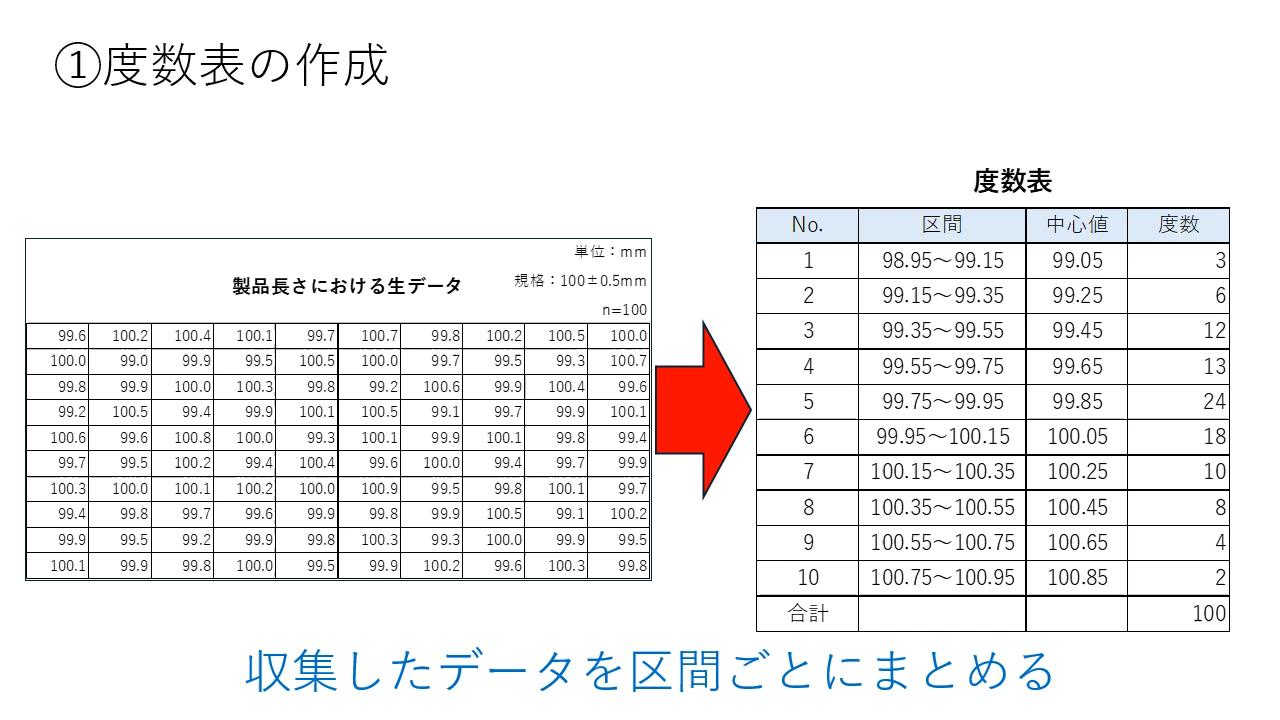 ①度数表の作成
単位：mm
製品長さにおける生データ
規格：100±0.5mm
n=100
99.6 100.2 100.4 100.1 99.7 100.7 99.8 100.2 100.5 100.0
100.0 99.0 99.9 99.5 100.5 100.0 99.7 99.5 99.3 100.7
99.8 99.9 100.0 100.3 99.8 99.2 100.6 99.9 100.4 99.6
99.2 100.5 99.4 99.9 100.1 100.5 99.1 99.7 99.9 100.1
100.6 99.6 100.8 100.0 99.3 100.1 99.9 100.1 99.8 99.4
99.7 99.5 100.2 99.4 100.4 99.6 100.0 99.4 99.7 99.9
100.3 100.0 100.1 100.2 100.0 100.9 99.5 99.8 100.1 99.7
99.4 99.8 99.7 99.6 99.9 99.8 99.9 100.5 99.1 100.2
99.9 99.5 99.2 99.9 99.8 100.3 99.3 100.0 99.9 99.5
100.1 99.9 99.8 100.0 99.5 99.9 100.2 99.6 100.3 99.8
度数表
No. 区間 中心値 度数
1 98.95～99.15 99.05 3
2 99.15～99.35 99.25 6
3 99.35～99.55 99.45 12
4 99.55～99.75 99.65 13
5 99.75～99.95 99.85 24
6 99.95～100.15 100.05 18
7 100.15～100.35 100.25 10
8 100.35～100.55 100.45 8
9 100.55～100.75 100.65 4
10 100.75～100.95 100.85 2
合計 100
収集したデータを区間ごとにまとめる